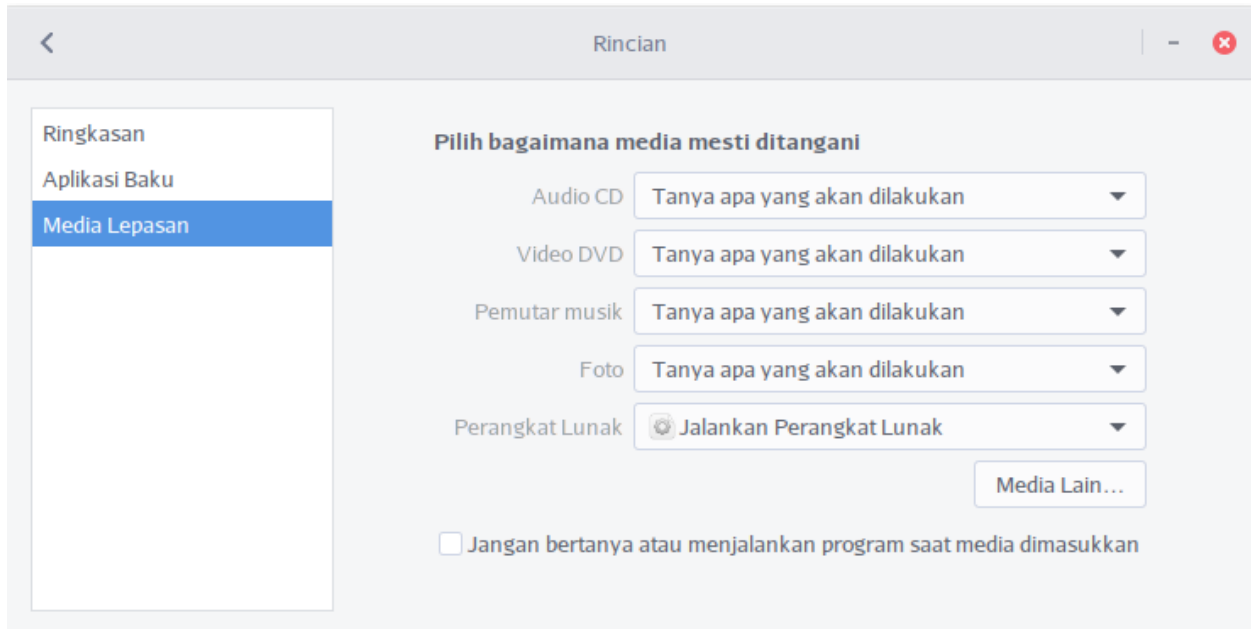 Rincian
Ringkasan
Aplikasi Baku
Media Lepasan
Pilih bagaimana media mesti ditangani
Audio CD Tanya apa yang akan dilakukan
Video DVD Tanya apa yang akan dilakukan
Pemutar musik Tanya apa yang akan dilakukan
Foto Tanya apa yang akan dilakukan
Perangkat Lunak Jalankan Perangkat Lunak
Media Lain...
Jangan bertanya atau menjalankan program saat media dimasukkan